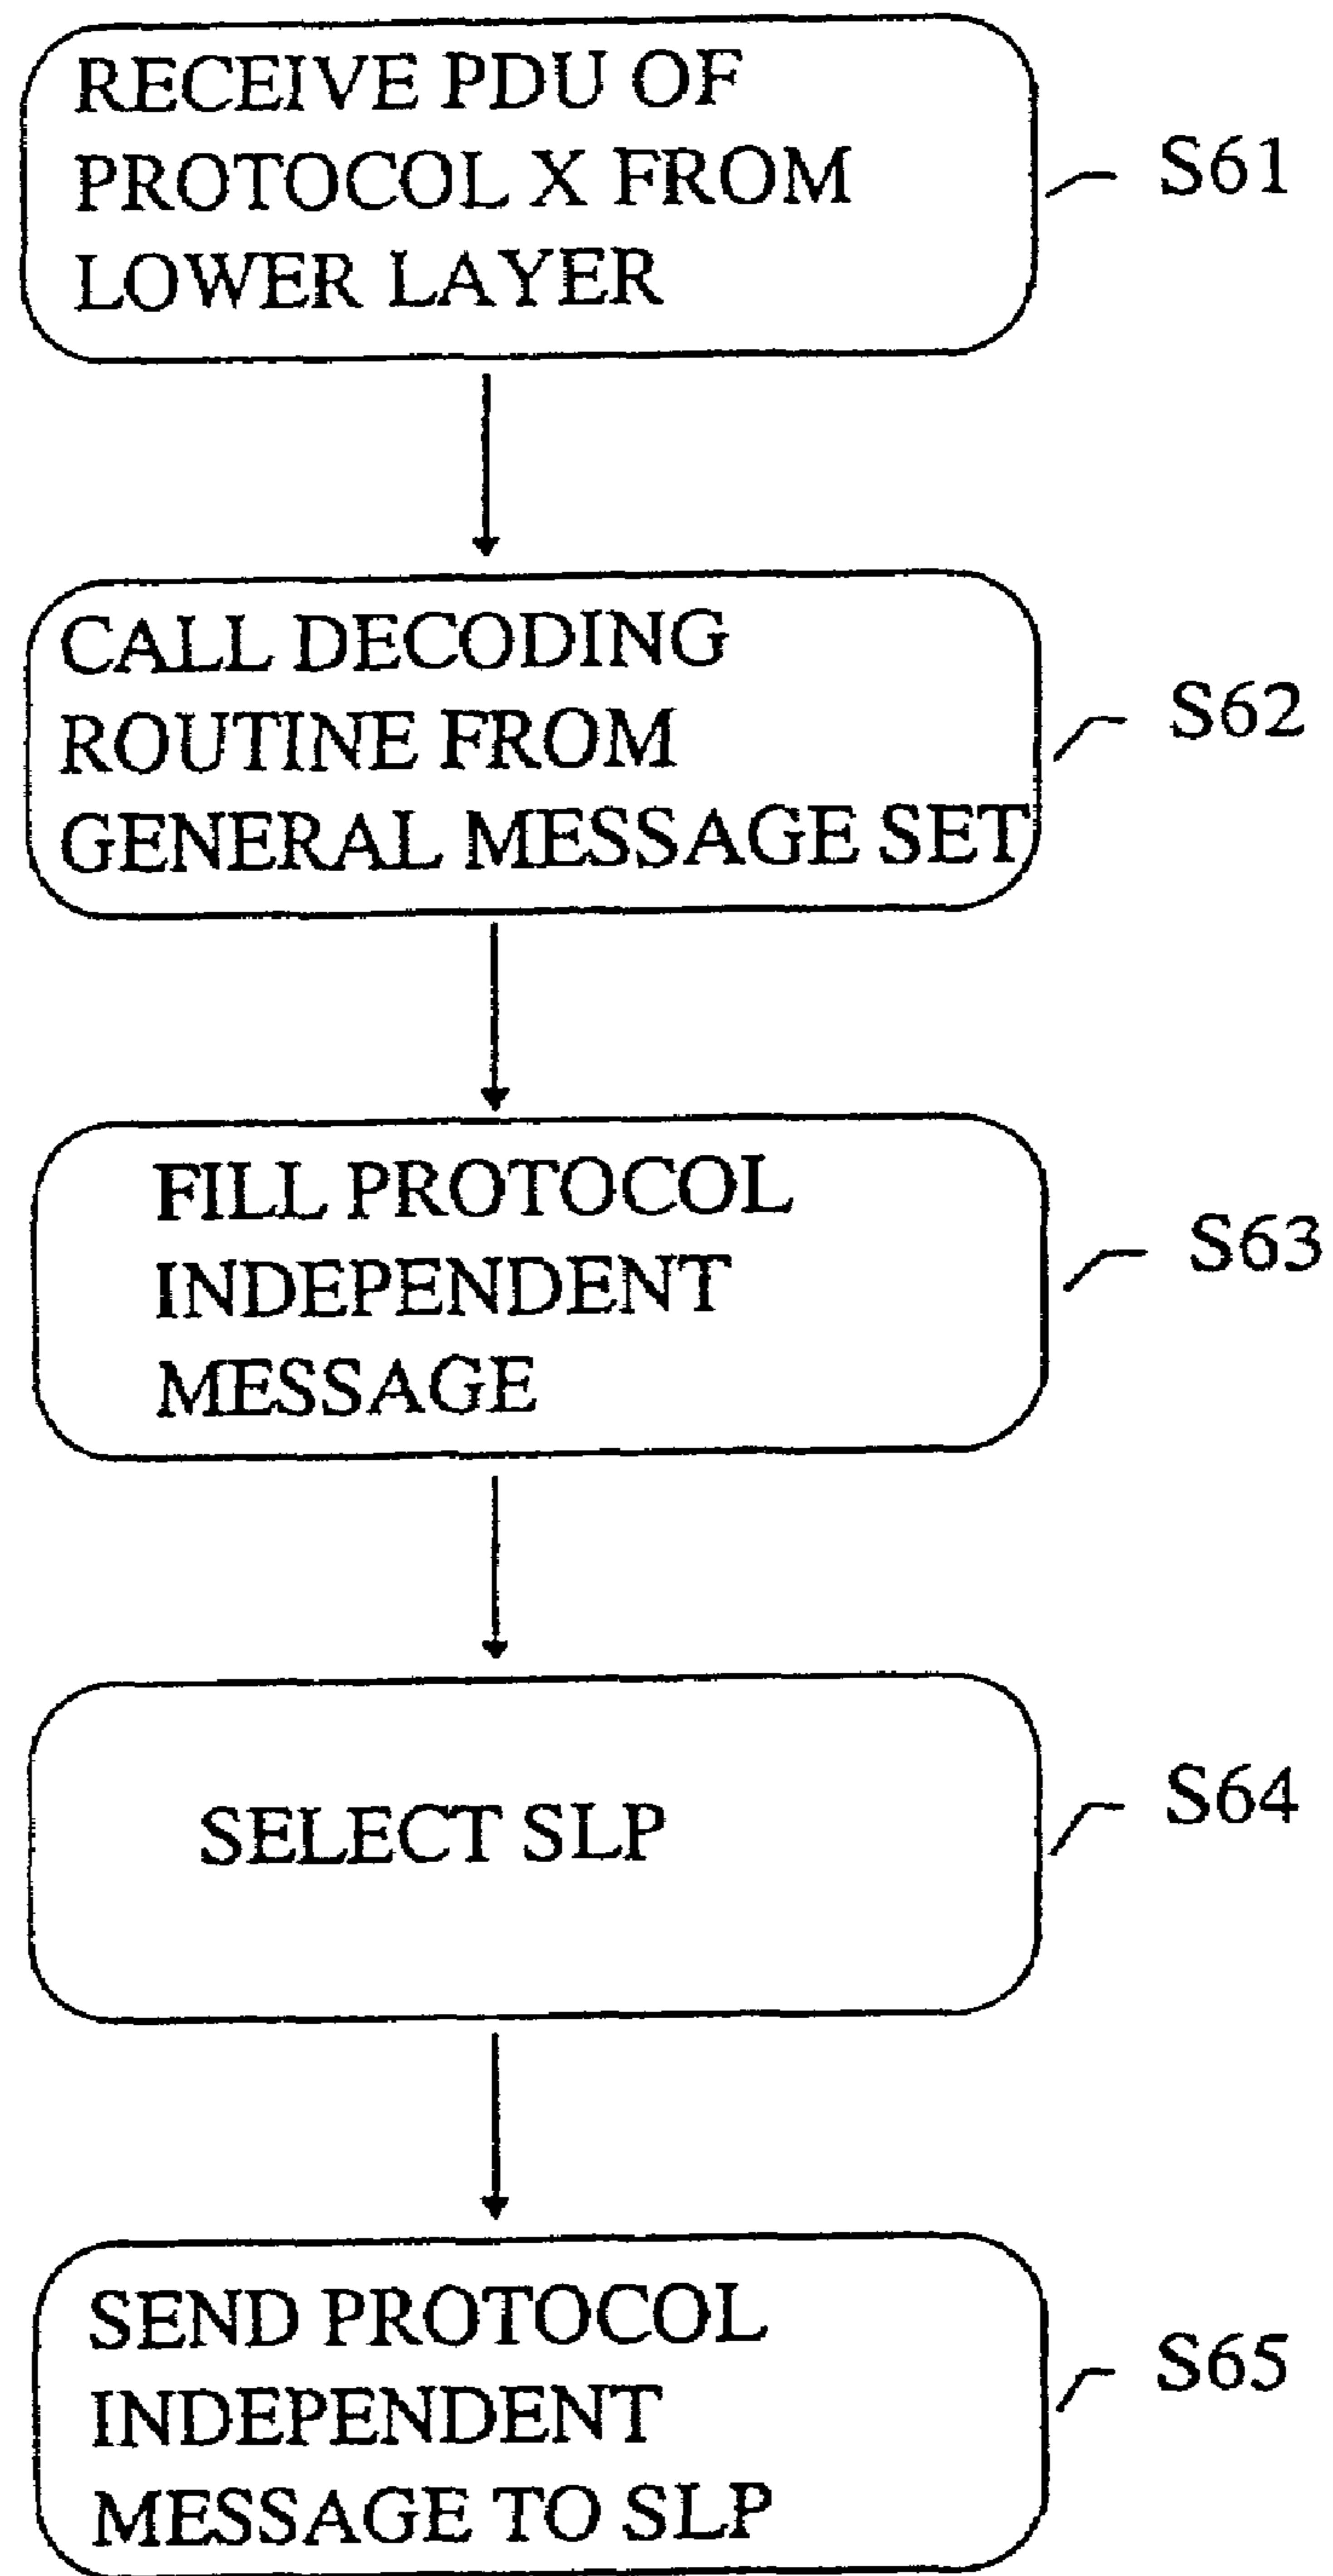 RECEIVE PDU OF
PROTOCOL X FROM
LOWER LAYER
S61
CALL DECODING
ROUTINE FROM
GENERAL MESSAGE SET
S62
FILL PROTOCOL
INDEPENDENT
MESSAGE
S63
SELECT SLP
S64
SEND PROTOCOL
INDEPENDENT
MESSAGE TO SLP
S65